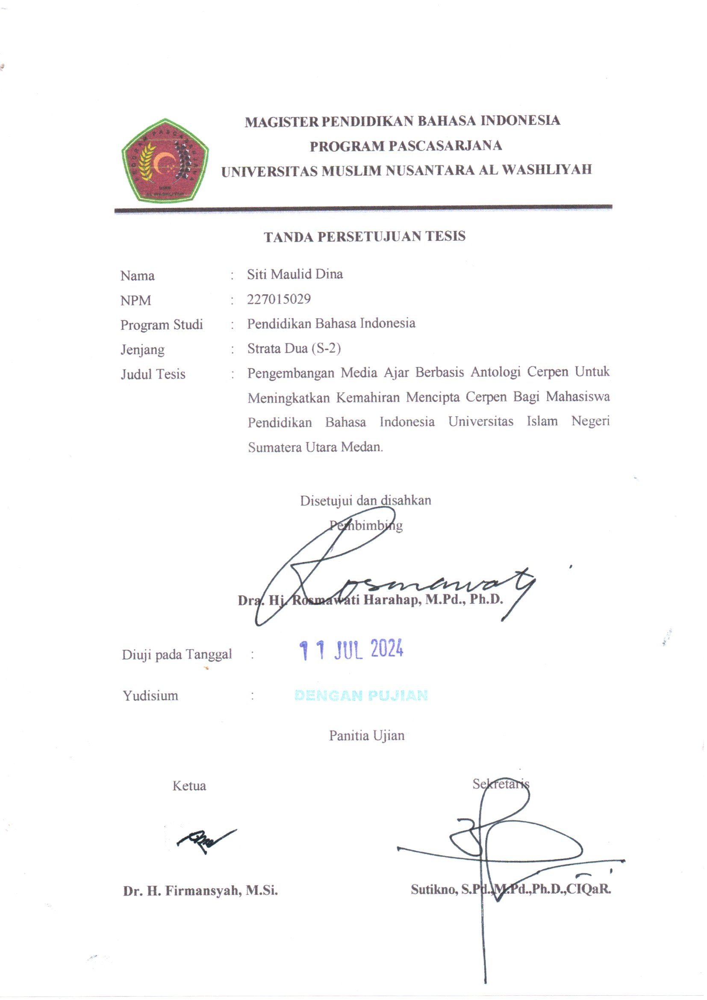 PROGRAM PASCASARJANA
UMN
AL WASHLIYAH
MAGISTER PENDIDIKAN BAHASA INDONESIA
PROGRAM PASCASARJANA
UNIVERSITAS MUSLIM NUSANTARA AL WASHLIYAH
TANDA PERSETUJUAN TESIS
Nama : Siti Maulid Dina
NPM : 227015029
Program Studi : Pendidikan Bahasa Indonesia
Jenjang : Strata Dua (S-2)
Judul Tesis : Pengembangan Media Ajar Berbasis Antologi Cerpen Untuk
Meningkatkan Kemahiran Mencipta Cerpen Bagi Mahasiswa
Pendidikan Bahasa Indonesia Universitas Islam Negeri
Sumatera Utara Medan.
Disetujui dan disahkan
Pembimbing
Rosmawati
Dra. Hj. Rosmawati Harahap, M.Pd., Ph.D.
Diuji pada Tanggal : 11 JUL 2024
Yudisium : DENGAN PUJIAN
Panitia Ujian
Ketua Sekretaris
Dr. H. Firmansyah, M.Si. Sutikno, S.Pd.,M.Pd.,Ph.D.,CIQaR.